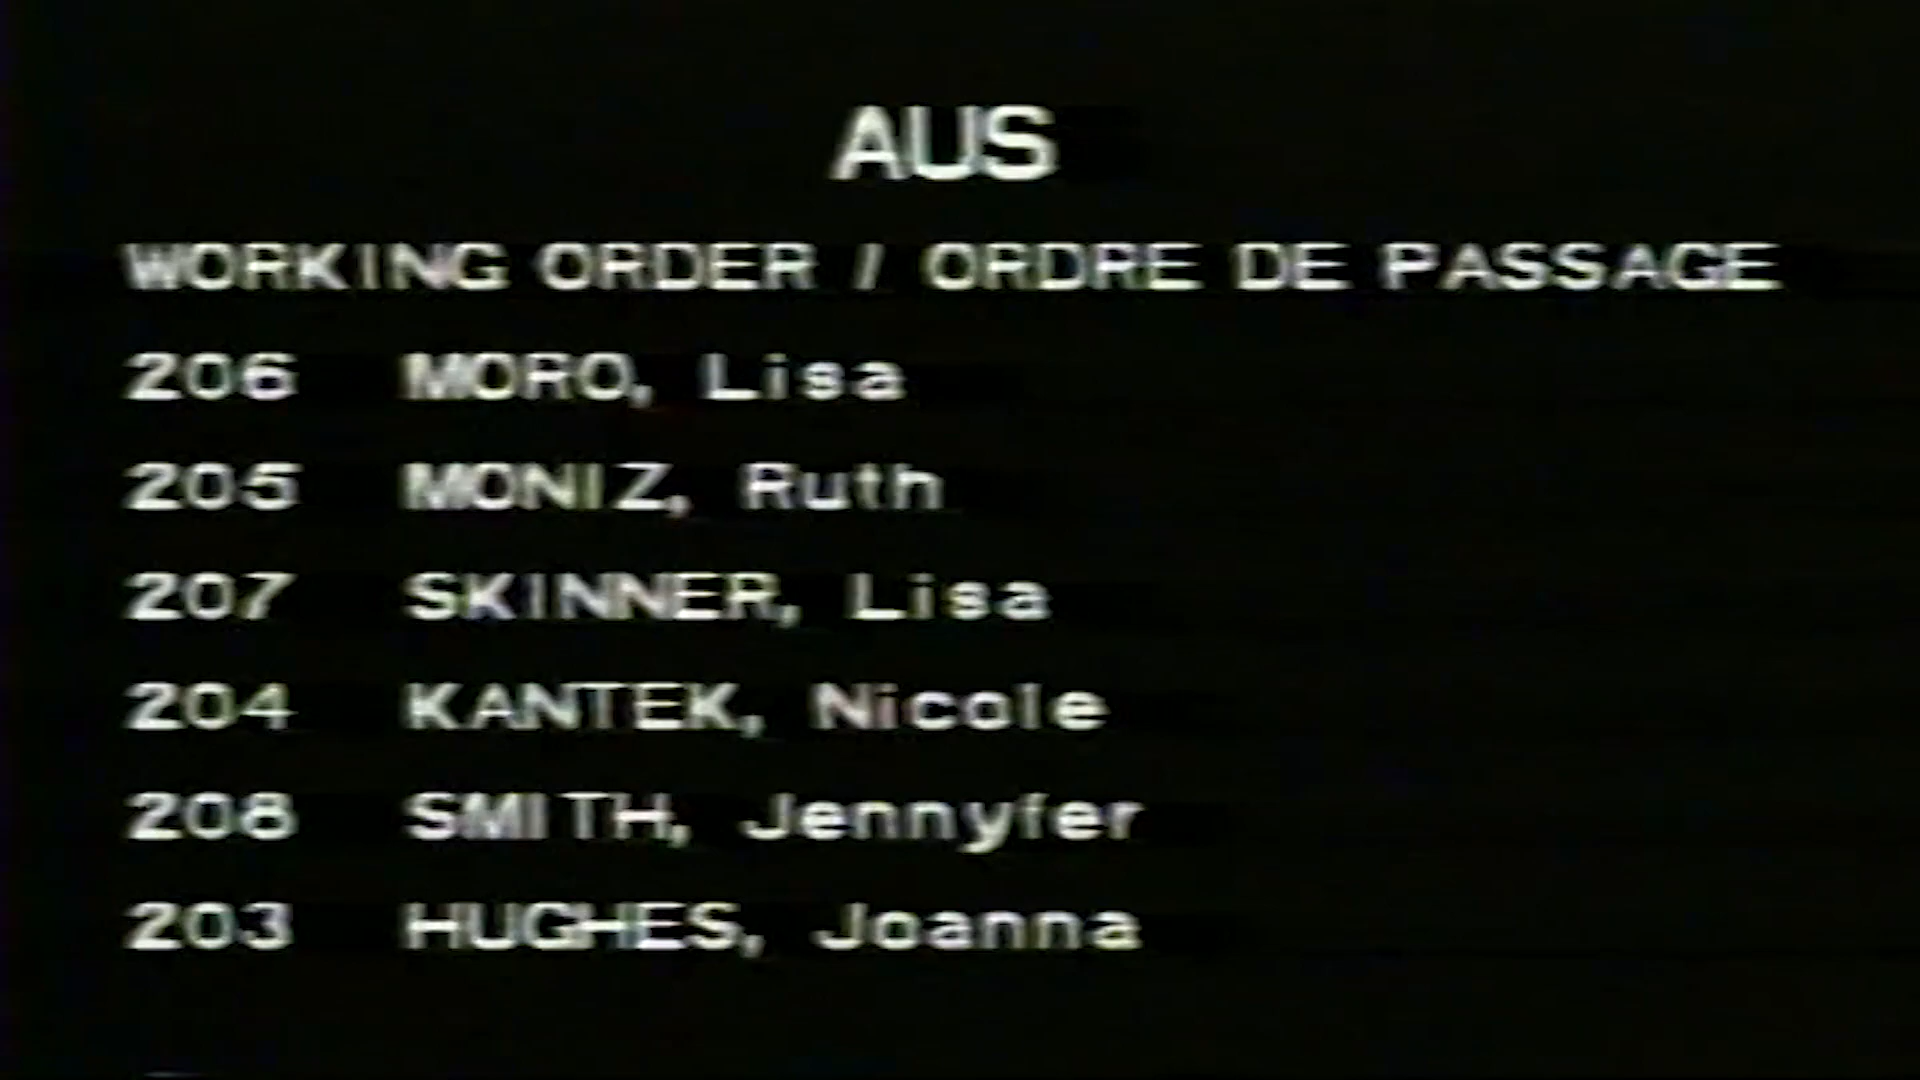 AUS
WORKING ORDER / ORDRE DE PASSAGE
206 MORO, Lisa
205 MONIZ, Ruth
207 SKINNER, Lisa
204 KANTEK, Nicole
208 SMITH, Jennyfer
203 HUGHES, Joanna